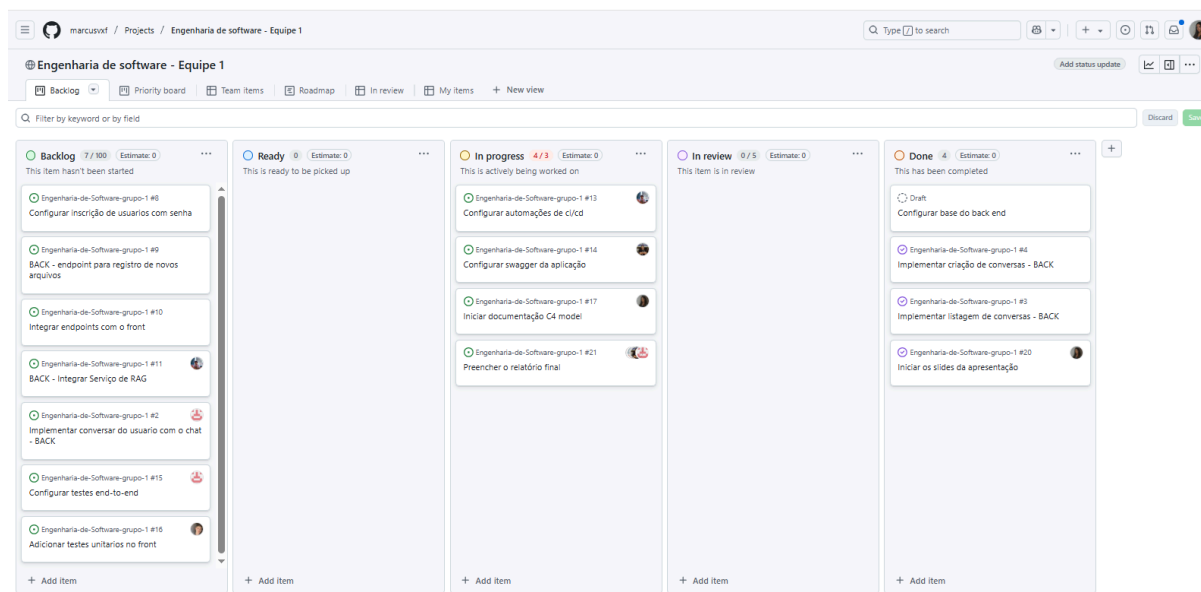 marcusvxf / Projects / Engenharia de software - Equipe 1
Type / to search
Engenharia de software - Equipe 1
Add status update
Backlog
Priority board
Team items
Roadmap
In review
My items
+ New view
Filter by keyword or by field
Discard
Sav
Backlog 7 / 100 Estimate: 0
This item hasn't been started
Engenharia-de-Software-grupo-1 #8
Configurar inscrição de usuarios com senha
Engenharia-de-Software-grupo-1 #9
BACK - endpoint para registro de novos
arquivos
Engenharia-de-Software-grupo-1 #10
Integrar endpoints com o front
Engenharia-de-Software-grupo-1 #11
BACK - Integrar Serviço de RAG
Engenharia-de-Software-grupo-1 #2
Implementar conversar do usuario com o chat
- BACK
Engenharia-de-Software-grupo-1 #15
Configurar testes end-to-end
Engenharia-de-Software-grupo-1 #16
Adicionar testes unitarios no front
+ Add item
Ready 0 Estimate: 0
This is ready to be picked up
+ Add item
In progress 4 / 3 Estimate: 0
This is actively being worked on
Engenharia-de-Software-grupo-1 #13
Configurar automações de ci/cd
Engenharia-de-Software-grupo-1 #14
Configurar swagger da aplicação
Engenharia-de-Software-grupo-1 #17
Iniciar documentação C4 model
Engenharia-de-Software-grupo-1 #21
Preencher o relatório final
+ Add item
In review 0 / 5 Estimate: 0
This item is in review
+ Add item
Done 4 Estimate: 0
This has been completed
Draft
Configurar base do back end
Engenharia-de-Software-grupo-1 #4
Implementar criação de conversas - BACK
Engenharia-de-Software-grupo-1 #3
Implementar listagem de conversas - BACK
Engenharia-de-Software-grupo-1 #20
Iniciar os slides da apresentação
+ Add item